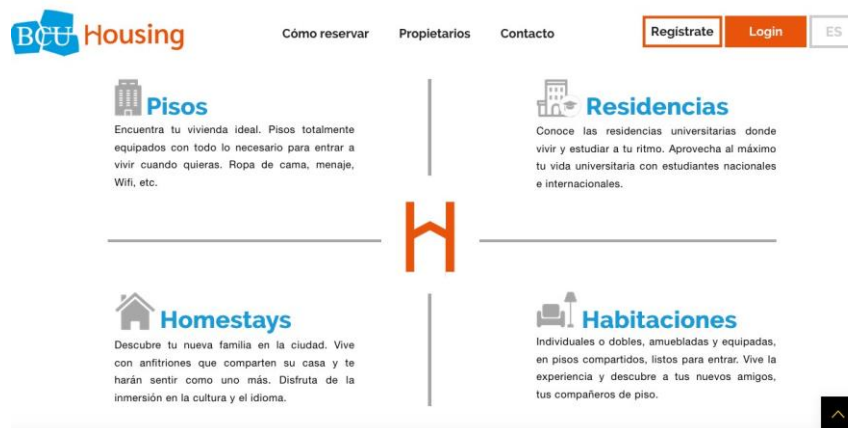 BCU Housing
Cómo reservar
Propietarios
Contacto
Regístrate
Login
ES
Pisos
Encuentra tu vivienda ideal. Pisos totalmente
equipados con todo lo necesario para entrar a
vivir cuando quieras. Ropa de cama, menaje,
Wifi, etc.
Residencias
Conoce las residencias universitarias donde
vivir y estudiar a tu ritmo. Aprovecha al máximo
tu vida universitaria con estudiantes nacionales
e internacionales.
H
Homestays
Descubre tu nueva familia en la ciudad. Vive
con anfitriones que comparten su casa y te
harán sentir como uno más. Disfruta de la
inmersión en la cultura y el idioma.
Habitaciones
Individuales o dobles, amuebladas y equipadas,
en pisos compartidos, listos para entrar. Vive la
experiencia y descubre a tus nuevos amigos,
tus compañeros de piso.